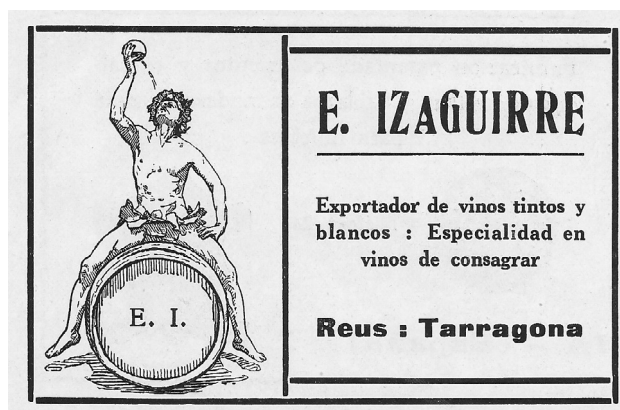 E. I.
E. IZAGUIRRE
Exportador de vinos tintos y
blancos : Especialidad en
vinos de consagrar
Reus : Tarragona